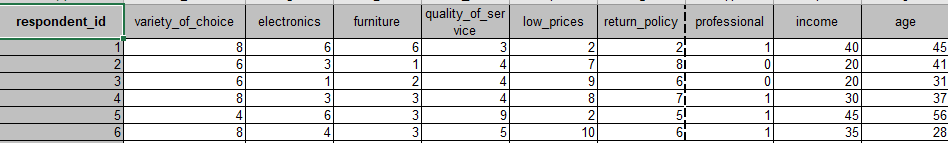 respondent_id variety_of_choice electronics furniture quality_of_ser vice low_prices return_policy professional income age
1 8 6 6 3 2 2 1 40 45
2 6 3 1 4 7 8 0 20 41
3 6 1 2 4 9 6 0 20 31
4 8 3 3 4 8 7 1 30 37
5 4 6 3 9 2 5 1 45 56
6 8 4 3 5 10 6 1 35 28